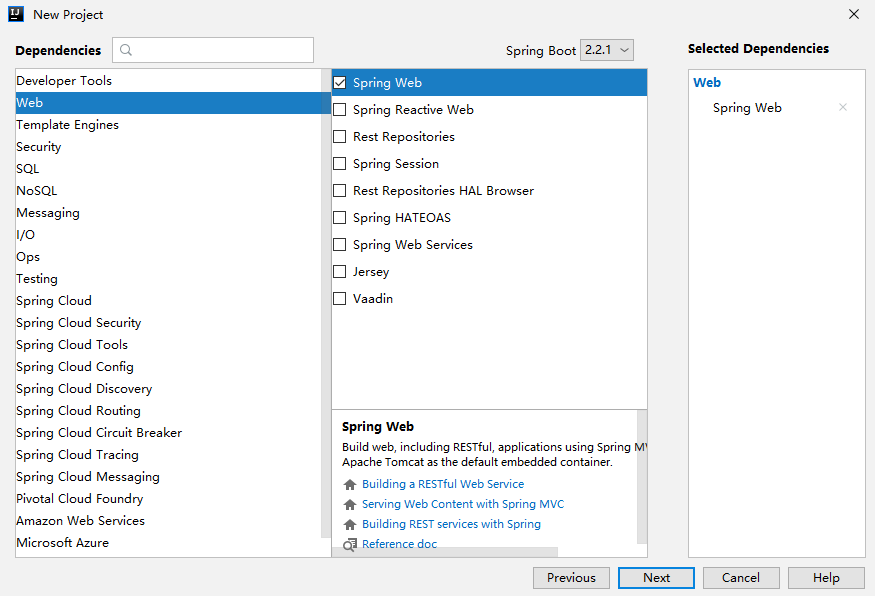 New Project
Dependencies
Spring Boot 2.2.1
Selected Dependencies
Developer Tools
Web
Template Engines
Security
SQL
NoSQL
Messaging
I/O
Ops
Testing
Spring Cloud
Spring Cloud Security
Spring Cloud Tools
Spring Cloud Config
Spring Cloud Discovery
Spring Cloud Routing
Spring Cloud Circuit Breaker
Spring Cloud Tracing
Spring Cloud Messaging
Pivotal Cloud Foundry
Amazon Web Services
Microsoft Azure
Spring Web
Spring Reactive Web
Rest Repositories
Spring Session
Rest Repositories HAL Browser
Spring HATEOAS
Spring Web Services
Jersey
Vaadin
Spring Web
Build web, including RESTful, applications using Spring MV
Apache Tomcat as the default embedded container.
Building a RESTful Web Service
Serving Web Content with Spring MVC
Building REST services with Spring
Reference doc
Web
Spring Web
Previous
Next
Cancel
Help